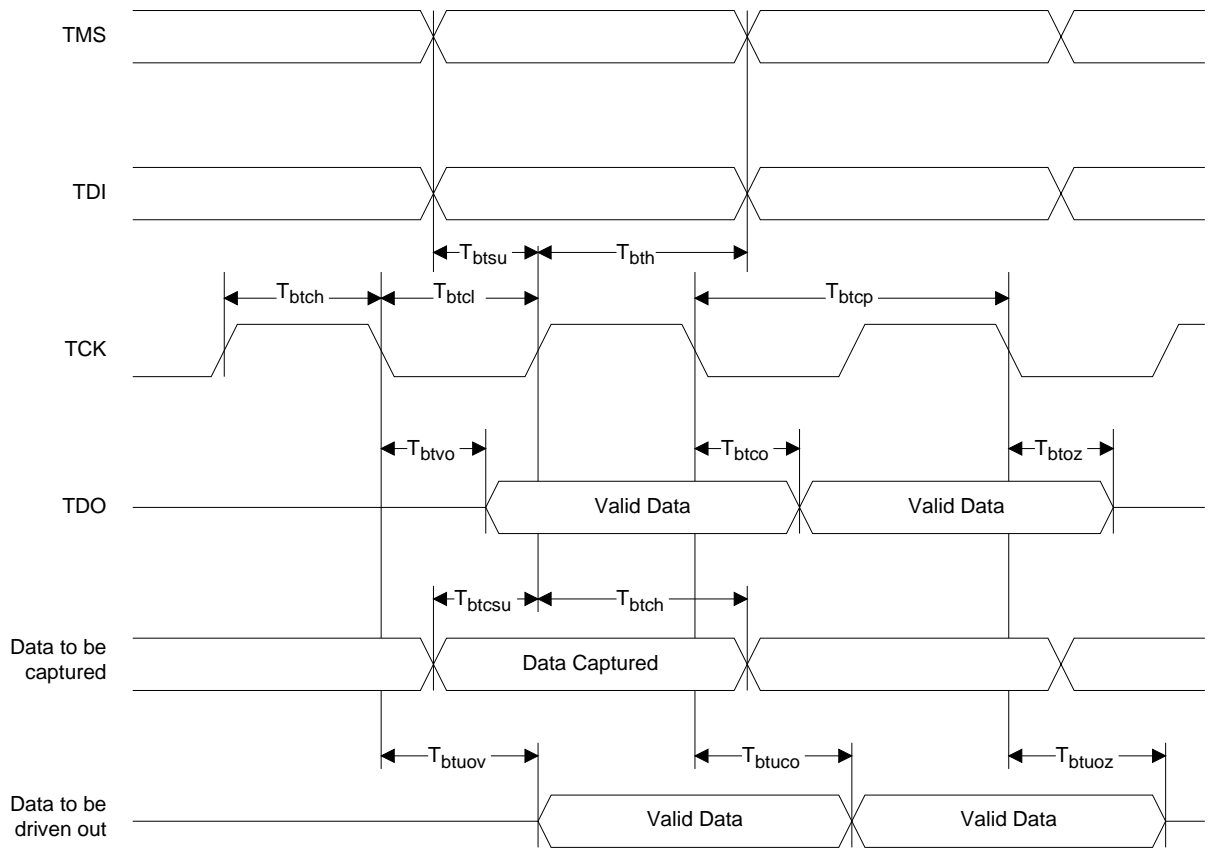 TMS
TDI
Tbtsu
Tbth
Tbtch
Tbtcl
Tbtcp
TCK
Tbtvo
Tbtco
Tbtoz
TDO
Valid Data
Valid Data
Tbtcsu
Tbtch
Data to be
captured
Data Captured
Tbtuov
Tbtuco
Tbtuoz
Data to be
driven out
Valid Data
Valid Data